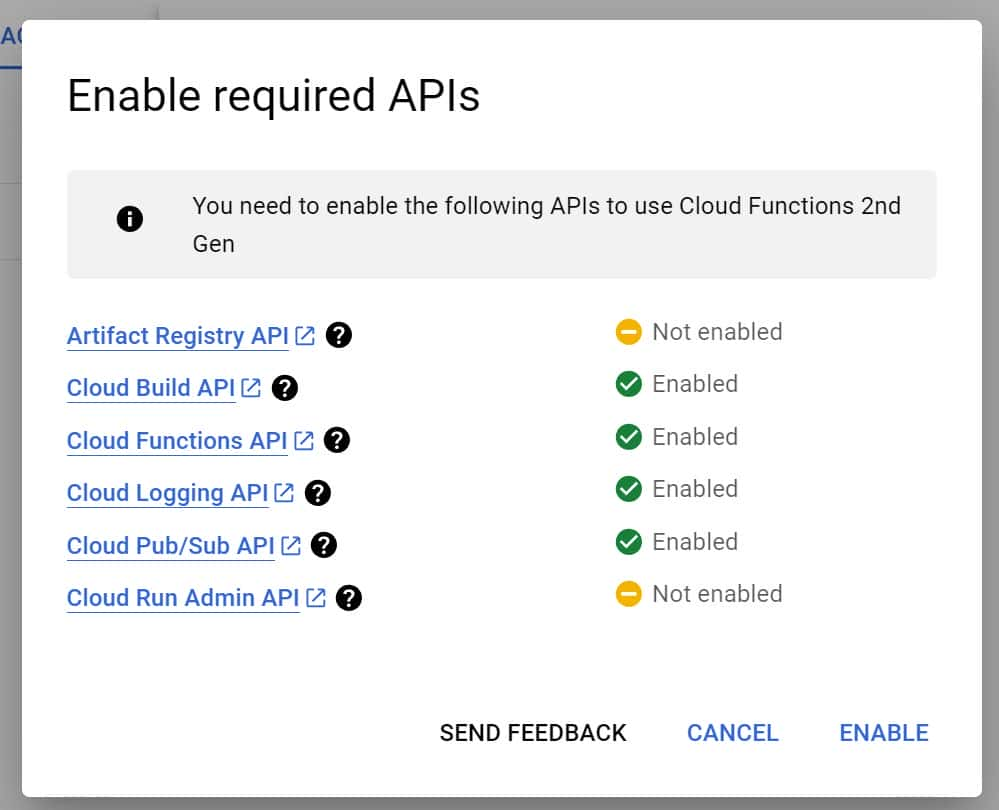 Enable required APIs
You need to enable the following APIs to use Cloud Functions 2nd
Gen
Artifact Registry API Not enabled
Cloud Build API Enabled
Cloud Functions API Enabled
Cloud Logging API Enabled
Cloud Pub/Sub API Enabled
Cloud Run Admin API Not enabled
SEND FEEDBACK CANCEL ENABLE